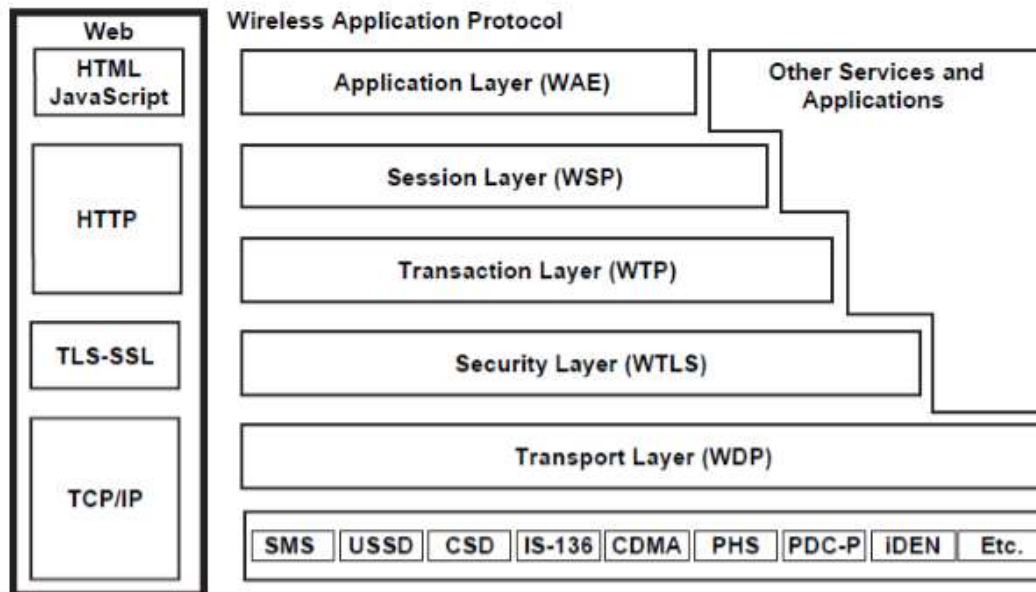 Web
HTML
JavaScript
HTTP
TLS-SSL
TCP/IP
Wireless Application Protocol
Application Layer (WAE)
Other Services and
Applications
Session Layer (WSP)
Transaction Layer (WTP)
Security Layer (WTLS)
Transport Layer (WDP)
SMS USSD CSD IS-136 CDMA PHS PDC-P iDEN Etc.